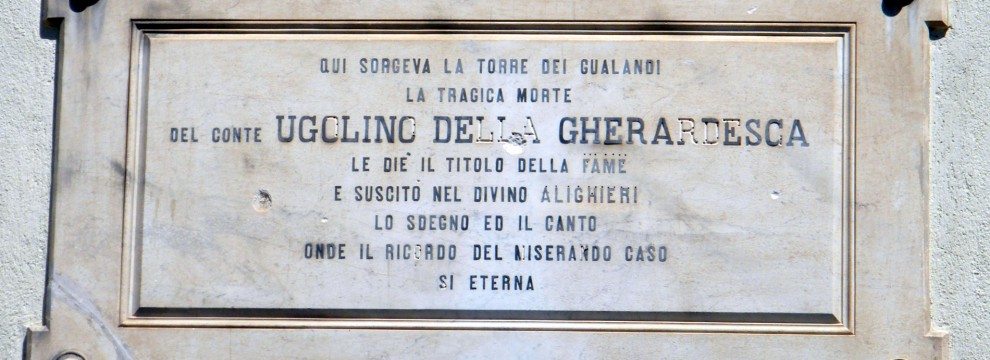 QUI SORGEVA LA TORRE DEI GUALANDI
LA TRAGICA MORTE
DEL CONTE UGOLINO DELLA GHERARDESCA
LE DIE' IL TITOLO DELLA FAME
E SUSCITÒ NEL DIVINO ALIGHIERI
LO SDEGNO ED IL CANTO
ONDE IL RICORDO DEL MISERANDO CASO
SI ETERNA